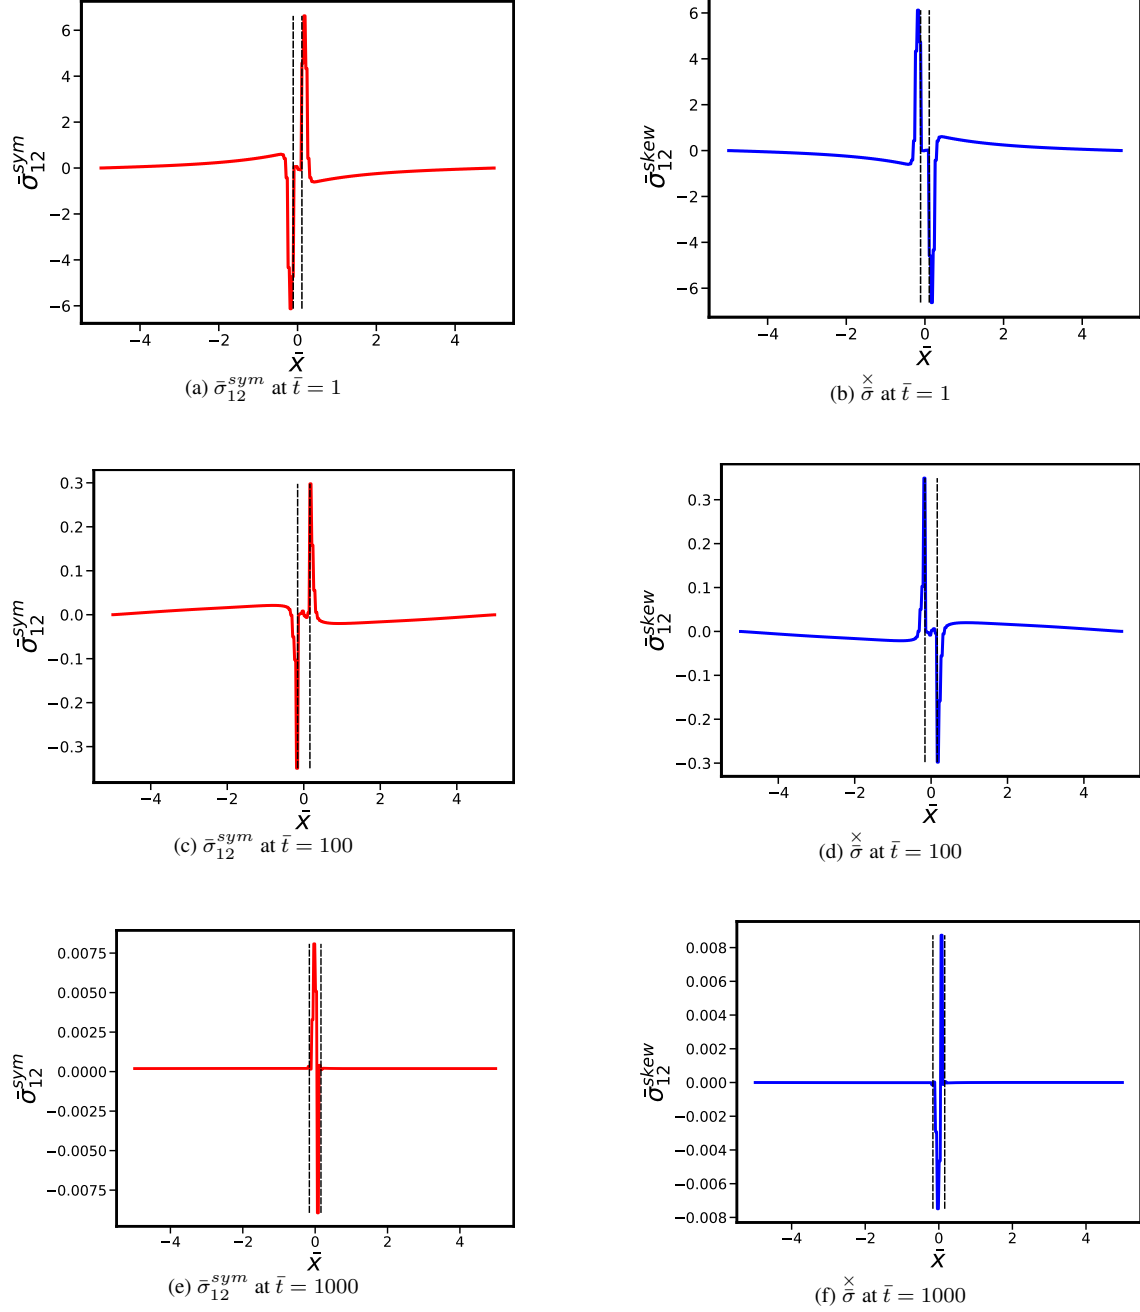 6
4
2
0
−2
−4
−6
σ̄₁₂^sym
−4 −2 0 2 4
x̄
(a) σ̄₁₂^sym at t̄ = 1
6
4
2
0
−2
−4
−6
σ̄₁₂^skew
−4 −2 0 2 4
x̄
(b) σ̄^× at t̄ = 1
0.3
0.2
0.1
0.0
−0.1
−0.2
−0.3
σ̄₁₂^sym
−4 −2 0 2 4
x̄
(c) σ̄₁₂^sym at t̄ = 100
0.3
0.2
0.1
0.0
−0.1
−0.2
−0.3
σ̄₁₂^skew
−4 −2 0 2 4
x̄
(d) σ̄^× at t̄ = 100
0.0075
0.0050
0.0025
0.0000
−0.0025
−0.0050
−0.0075
σ̄₁₂^sym
−4 −2 0 2 4
x̄
(e) σ̄₁₂^sym at t̄ = 1000
0.008
0.006
0.004
0.002
0.000
−0.002
−0.004
−0.006
−0.008
σ̄₁₂^skew
−4 −2 0 2 4
x̄
(f) σ̄^× at t̄ = 1000